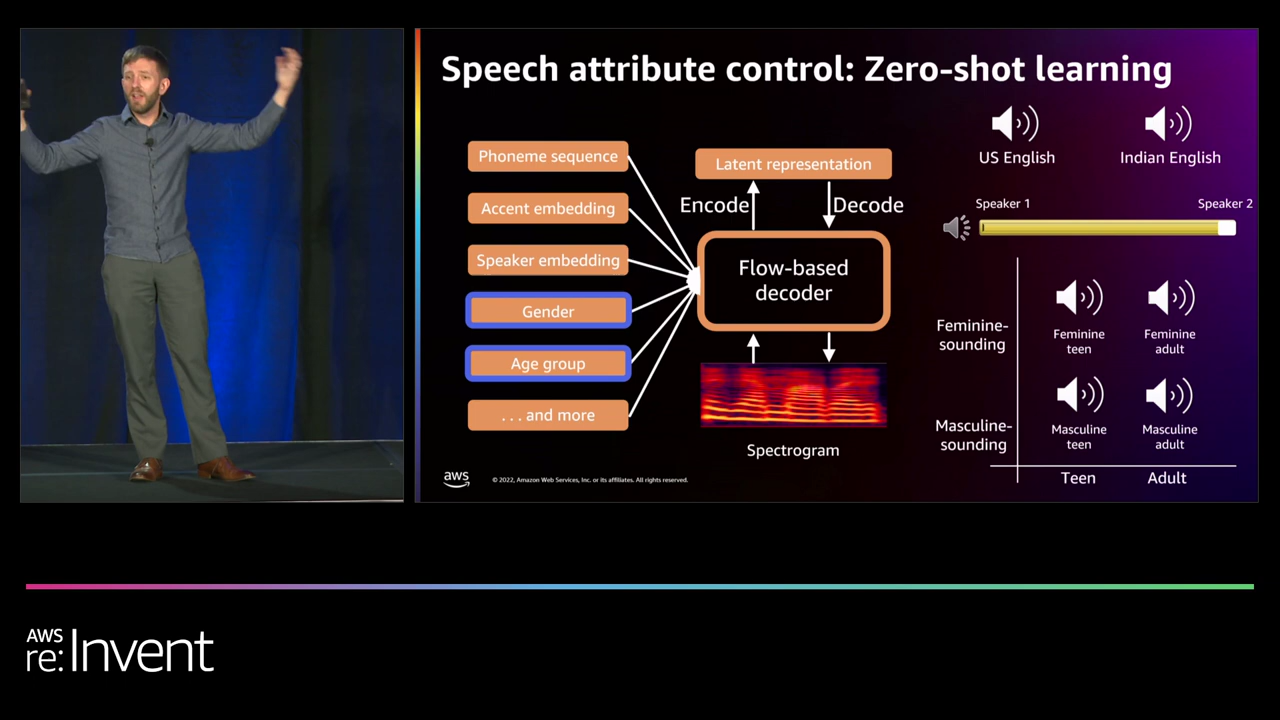 Speech attribute control: Zero-shot learning
Phoneme sequence
Accent embedding
Speaker embedding
Gender
Age group
. . . and more
Latent representation
Encode
Decode
Flow-based
decoder
Spectrogram
US English
Indian English
Speaker 1
Speaker 2
Feminine-
sounding
Feminine
teen
Feminine
adult
Masculine-
sounding
Masculine
teen
Masculine
adult
Teen
Adult
aws
© 2022, Amazon Web Services, Inc. or its affiliates. All rights reserved.
AWS
re:Invent